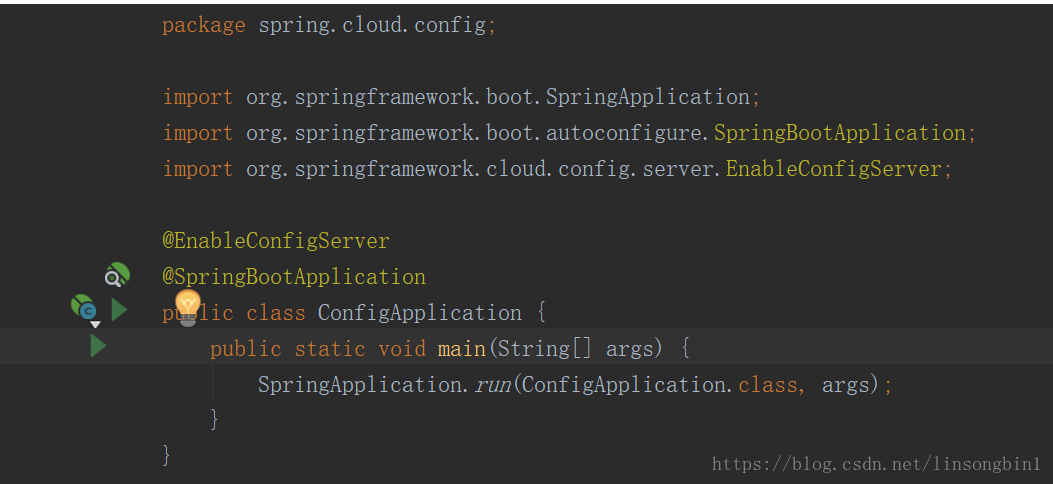 package spring.cloud.config;
import org.springframework.boot.SpringApplication;
import org.springframework.boot.autoconfigure.SpringBootApplication;
import org.springframework.cloud.config.server.EnableConfigServer;
@EnableConfigServer
@SpringBootApplication
public class ConfigApplication {
public static void main(String[] args) {
SpringApplication.run(ConfigApplication.class, args);
}
}
https://blog.csdn.net/linsongbin1